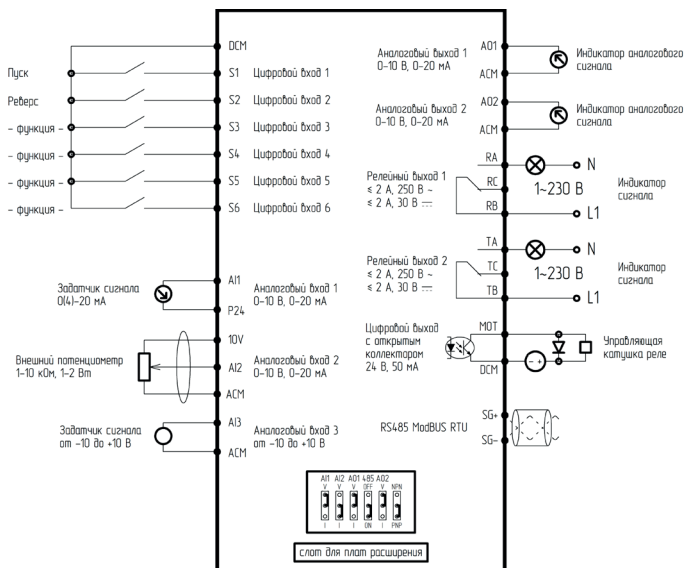 DCM
Пуск
S1 Цифровой вход 1
Реверс
S2 Цифровой вход 2
– функция –
S3 Цифровой вход 3
– функция –
S4 Цифровой вход 4
– функция –
S5 Цифровой вход 5
– функция –
S6 Цифровой вход 6
Задатчик сигнала
0(4)–20 мА
AI1
P24
Аналоговый вход 1
0–10 В, 0–20 мА
Внешний потенциометр
1–10 кОм, 1–2 Вт
10V
AI2
ACM
Аналоговый вход 2
0–10 В, 0–20 мА
Задатчик сигнала
от –10 до +10 В
AI3
ACM
Аналоговый вход 3
от –10 до +10 В
Аналоговый выход 1
0–10 В, 0–20 мА
AO1
ACM
Индикатор аналогового
сигнала
Аналоговый выход 2
0–10 В, 0–20 мА
AO2
ACM
Индикатор аналогового
сигнала
Релейный выход 1
≤ 2 А, 250 В ~
≤ 2 А, 30 В ⎓
RA
RC
RB
N
1~230 В
L1
Индикатор
сигнала
Релейный выход 2
≤ 2 А, 250 В ~
≤ 2 А, 30 В ⎓
TA
TC
TB
N
1~230 В
L1
Индикатор
сигнала
Цифровой выход
с открытым
коллектором
24 В, 50 мА
MOT
DCM
– +
Управляющая
катушка реле
RS485 ModBUS RTU
SG+
SG–
AI1 AI2 AO1 485 AO2
V V V OFF V NPN
I I I ON I PNP
слот для плат расширения